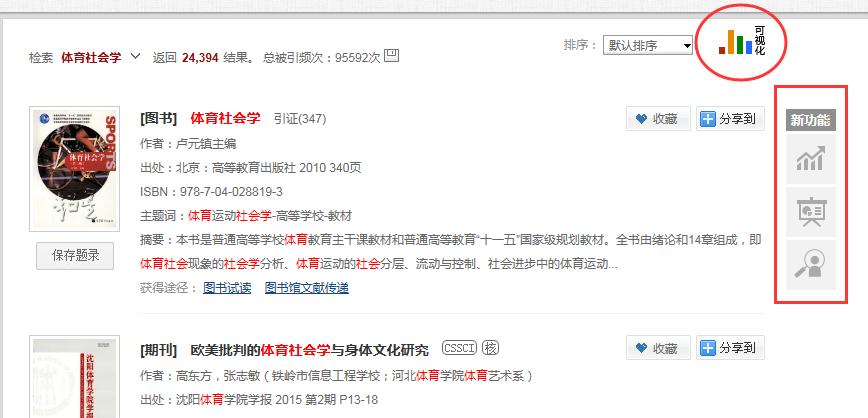 检索 体育社会学 返回 24,394 结果。 总被引频次：95592次
排序： 默认排序
可视化
新功能
SPORTS
体育社会学
[图书] 体育社会学 引证(347)
收藏 分享到
作者：卢元镇主编
出处：北京：高等教育出版社 2010 340页
ISBN：978-7-04-028819-3
主题词：体育运动社会学-高等学校-教材
摘要：本书是普通高等学校体育教育主干课教材和普通高等教育“十一五”国家级规划教材。全书由绪论和14章组成，即
体育社会现象的社会学分析、体育运动的社会分层、流动与控制、社会进步中的体育运动...
获得途径： 图书试读 图书馆文献传递
保存题录
沈阳体育学院学报
[期刊] 欧美批判的体育社会学与身体文化研究 CSSCI 核
收藏 分享到
作者：高东方，张志敏（铁岭市信息工程学校；河北体育学院体育艺术系）
出处：沈阳体育学院学报 2015 第2期 P13-18